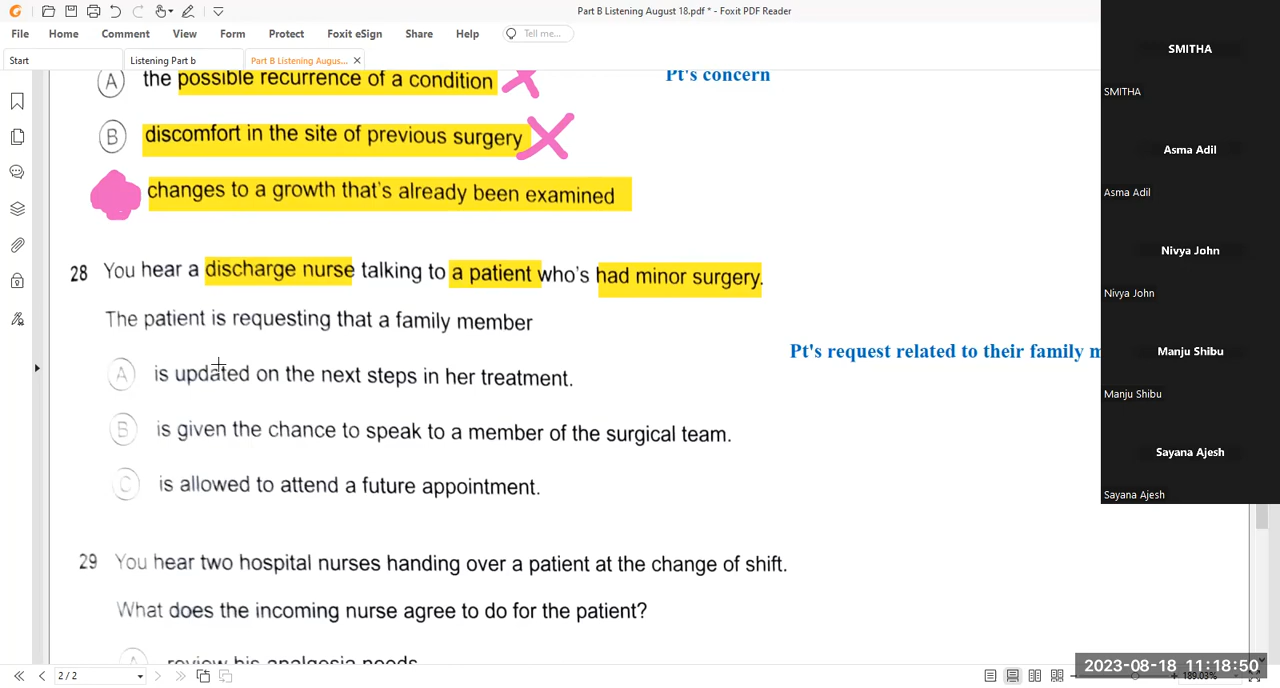 Part B Listening August 18.pdf * - Foxit PDF Reader
File Home Comment View Form Protect Foxit eSign Share Help Tell me...
Start Listening Part b Part B Listening Augus...
A the possible recurrence of a condition
Pt's concern
B discomfort in the site of previous surgery
changes to a growth that's already been examined
28 You hear a discharge nurse talking to a patient who's had minor surgery.
The patient is requesting that a family member
Pt's request related to their family m
A is updated on the next steps in her treatment.
B is given the chance to speak to a member of the surgical team.
C is allowed to attend a future appointment.
29 You hear two hospital nurses handing over a patient at the change of shift.
What does the incoming nurse agree to do for the patient?
A review his analgesia needs
SMITHA
SMITHA
Asma Adil
Asma Adil
Nivya John
Nivya John
Manju Shibu
Manju Shibu
Sayana Ajesh
Sayana Ajesh
2 / 2
189.03%
2023-08-18 11:18:50